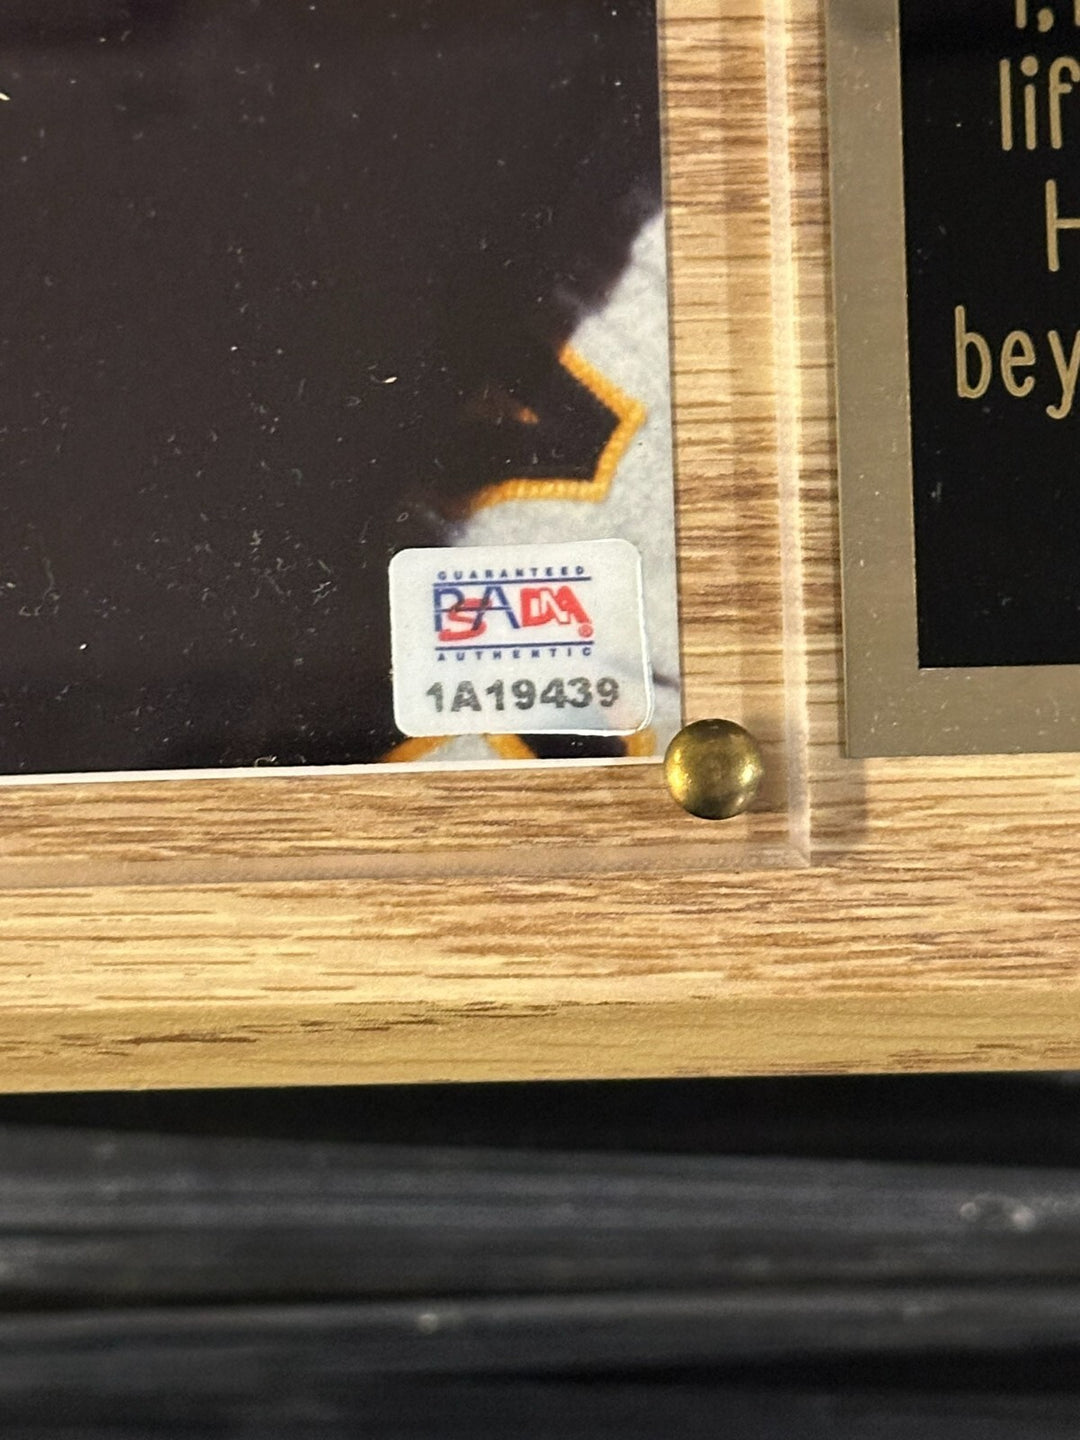 GUARANTEED
PSA DNA
AUTHENTIC
1A19439
lif
H
bey